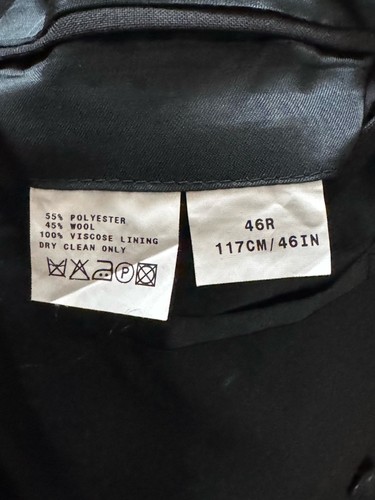 55% POLYESTER
45% WOOL
100% VISCOSE LINING
DRY CLEAN ONLY
P
46R
117CM/46IN